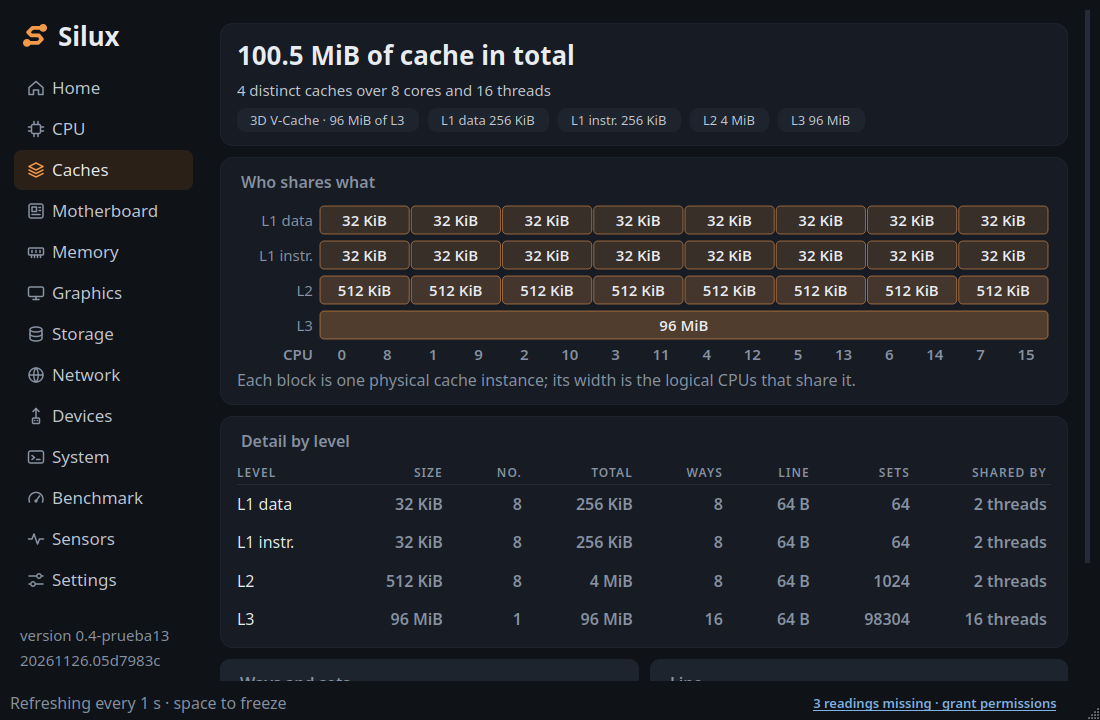 Silux
Home
CPU
Caches
Motherboard
Memory
Graphics
Storage
Network
Devices
System
Benchmark
Sensors
Settings
version 0.4-prueba13
20261126.05d7983c
100.5 MiB of cache in total
4 distinct caches over 8 cores and 16 threads
3D V-Cache · 96 MiB of L3 L1 data 256 KiB L1 instr. 256 KiB L2 4 MiB L3 96 MiB
Who shares what
L1 data 32 KiB 32 KiB 32 KiB 32 KiB 32 KiB 32 KiB 32 KiB 32 KiB
L1 instr. 32 KiB 32 KiB 32 KiB 32 KiB 32 KiB 32 KiB 32 KiB 32 KiB
L2 512 KiB 512 KiB 512 KiB 512 KiB 512 KiB 512 KiB 512 KiB 512 KiB
L3 96 MiB
CPU 0 8 1 9 2 10 3 11 4 12 5 13 6 14 7 15
Each block is one physical cache instance; its width is the logical CPUs that share it.
Detail by level
LEVEL SIZE NO. TOTAL WAYS LINE SETS SHARED BY
L1 data 32 KiB 8 256 KiB 8 64 B 64 2 threads
L1 instr. 32 KiB 8 256 KiB 8 64 B 64 2 threads
L2 512 KiB 8 4 MiB 8 64 B 1024 2 threads
L3 96 MiB 1 96 MiB 16 64 B 98304 16 threads
Ways and sets Line
Refreshing every 1 s · space to freeze 3 readings missing · grant permissions